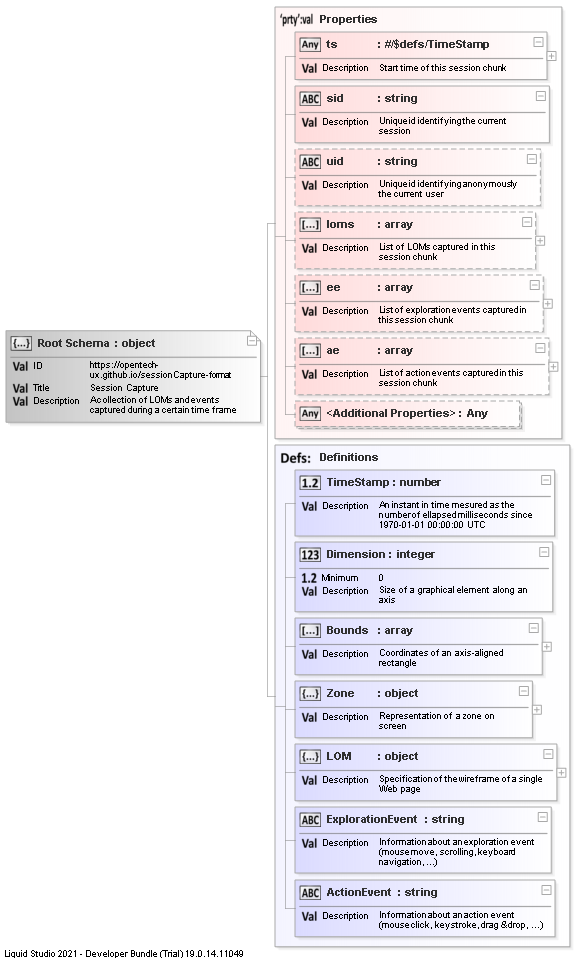 'prty':val Properties
Any ts : #/$defs/TimeStamp
Val Description Start time of this session chunk
ABC sid : string
Val Description Unique id identifying the current
session
ABC uid : string
Val Description Unique id identifying anonymously
the current user
[...] loms : array
Val Description List of LOMs captured in this
session chunk
[...] ee : array
Val Description List of exploration events captured in
this session chunk
[...] ae : array
Val Description List of action events captured in this
session chunk
Any <Additional Properties> : Any
{...} Root Schema : object
Val ID https://opentech-
ux.github.io/sessionCapture-format
Val Title Session Capture
Val Description A collection of LOMs and events
captured during a certain time frame
Defs: Definitions
1.2 TimeStamp : number
Val Description An instant in time mesured as the
number of ellapsed milliseconds since
1970-01-01 00:00:00 UTC
123 Dimension : integer
1.2 Minimum 0
Val Description Size of a graphical element along an
axis
[...] Bounds : array
Val Description Coordinates of an axis-aligned
rectangle
{...} Zone : object
Val Description Representation of a zone on
screen
{...} LOM : object
Val Description Specification of the wireframe of a single
Web page
ABC ExplorationEvent : string
Val Description Information about an exploration event
(mouse move, scrolling, keyboard
navigation, ...)
ABC ActionEvent : string
Val Description Information about an action event
(mouse click, keystroke, drag & drop, ...)
Liquid Studio 2021 - Developer Bundle (Trial) 19.0.14.11049